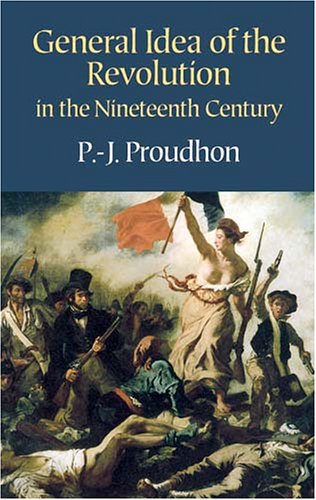 General Idea of the
Revolution
in the Nineteenth Century
P.-J. Proudhon